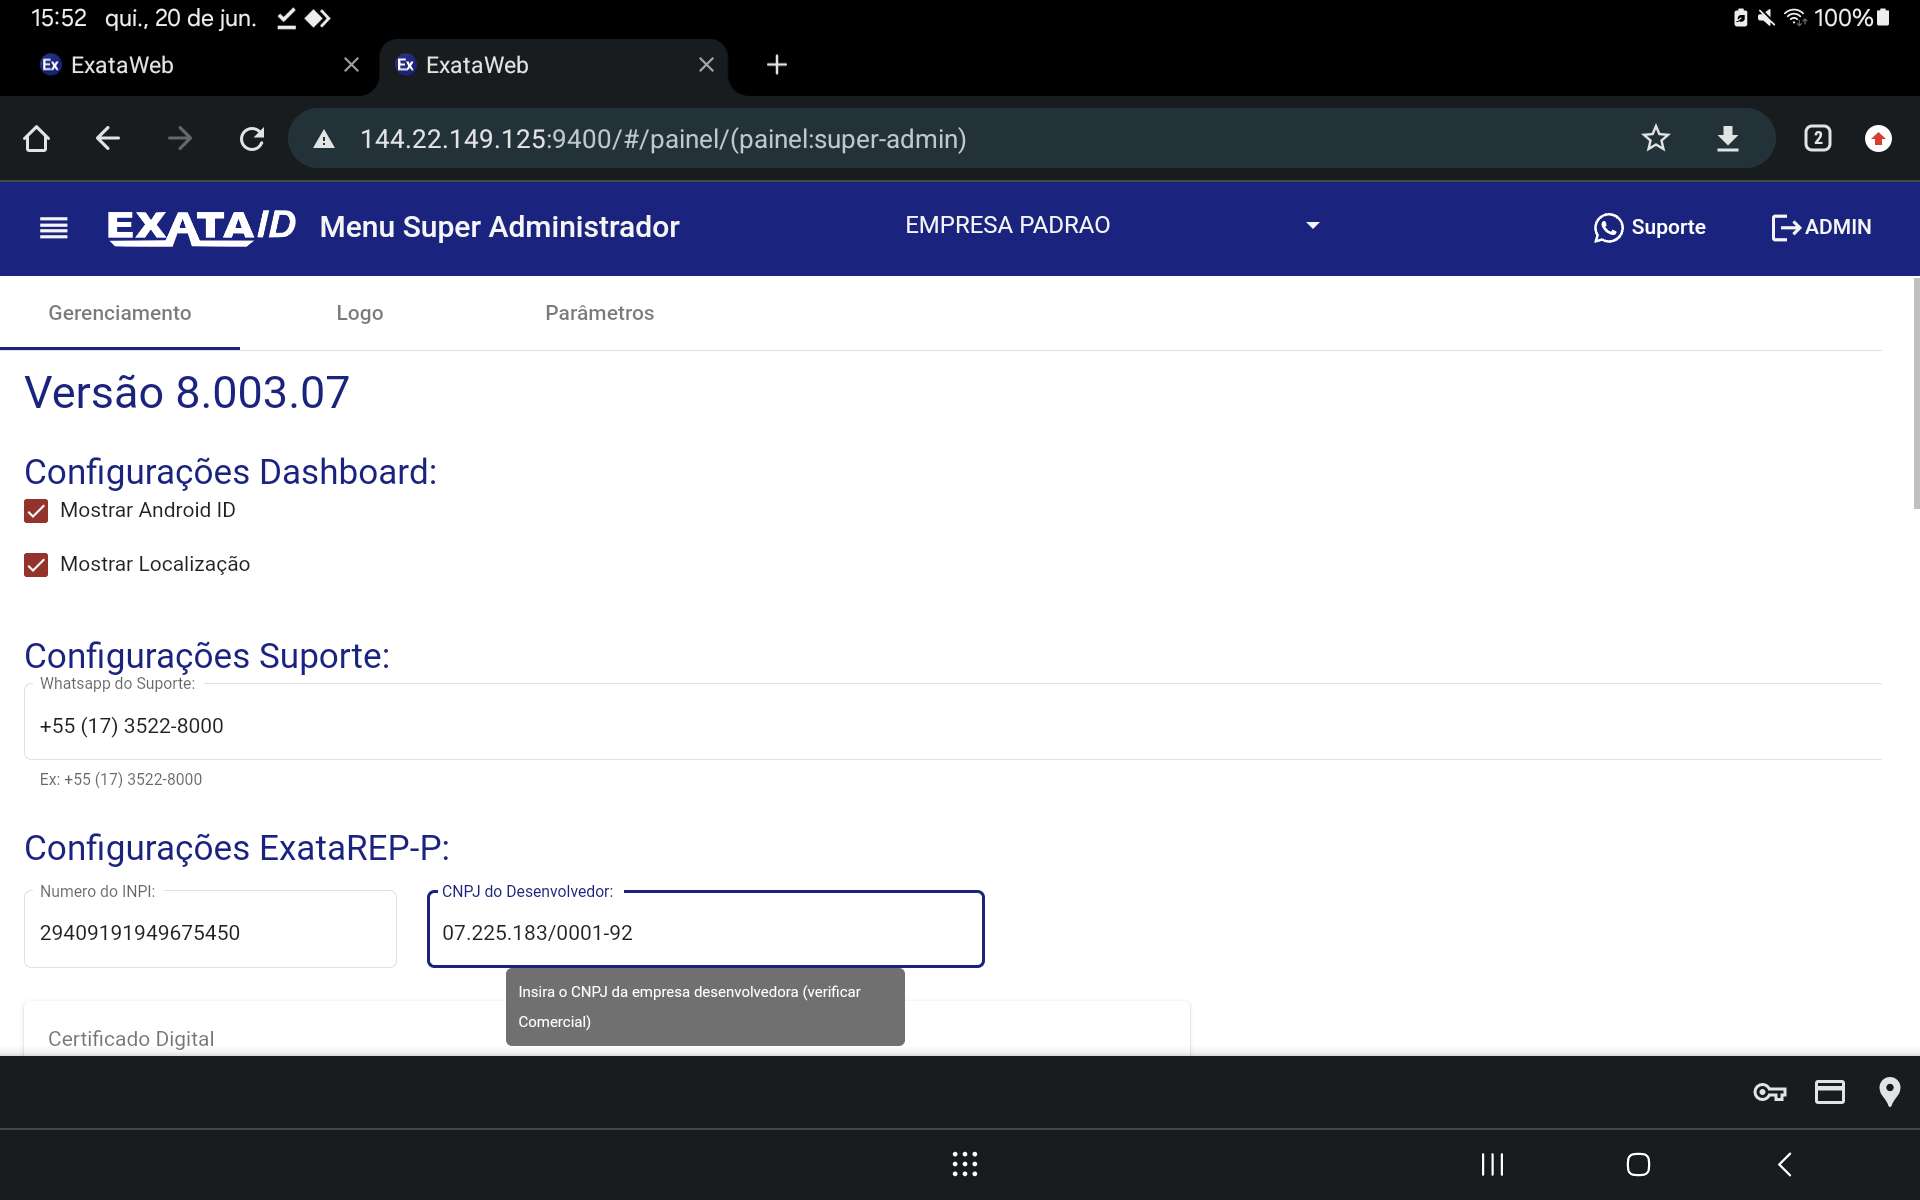 15:52 qui., 20 de jun. 100%
Ex ExataWeb
Ex ExataWeb
144.22.149.125:9400/#/painel/(painel:super-admin)
2
EXATA ID Menu Super Administrador EMPRESA PADRAO Suporte ADMIN
Gerenciamento Logo Parâmetros
Versão 8.003.07
Configurações Dashboard:
Mostrar Android ID
Mostrar Localização
Configurações Suporte:
Whatsapp do Suporte:
+55 (17) 3522-8000
Ex: +55 (17) 3522-8000
Configurações ExataREP-P:
Numero do INPI:
29409191949675450
CNPJ do Desenvolvedor:
07.225.183/0001-92
Insira o CNPJ da empresa desenvolvedora (verificar
Comercial)
Certificado Digital